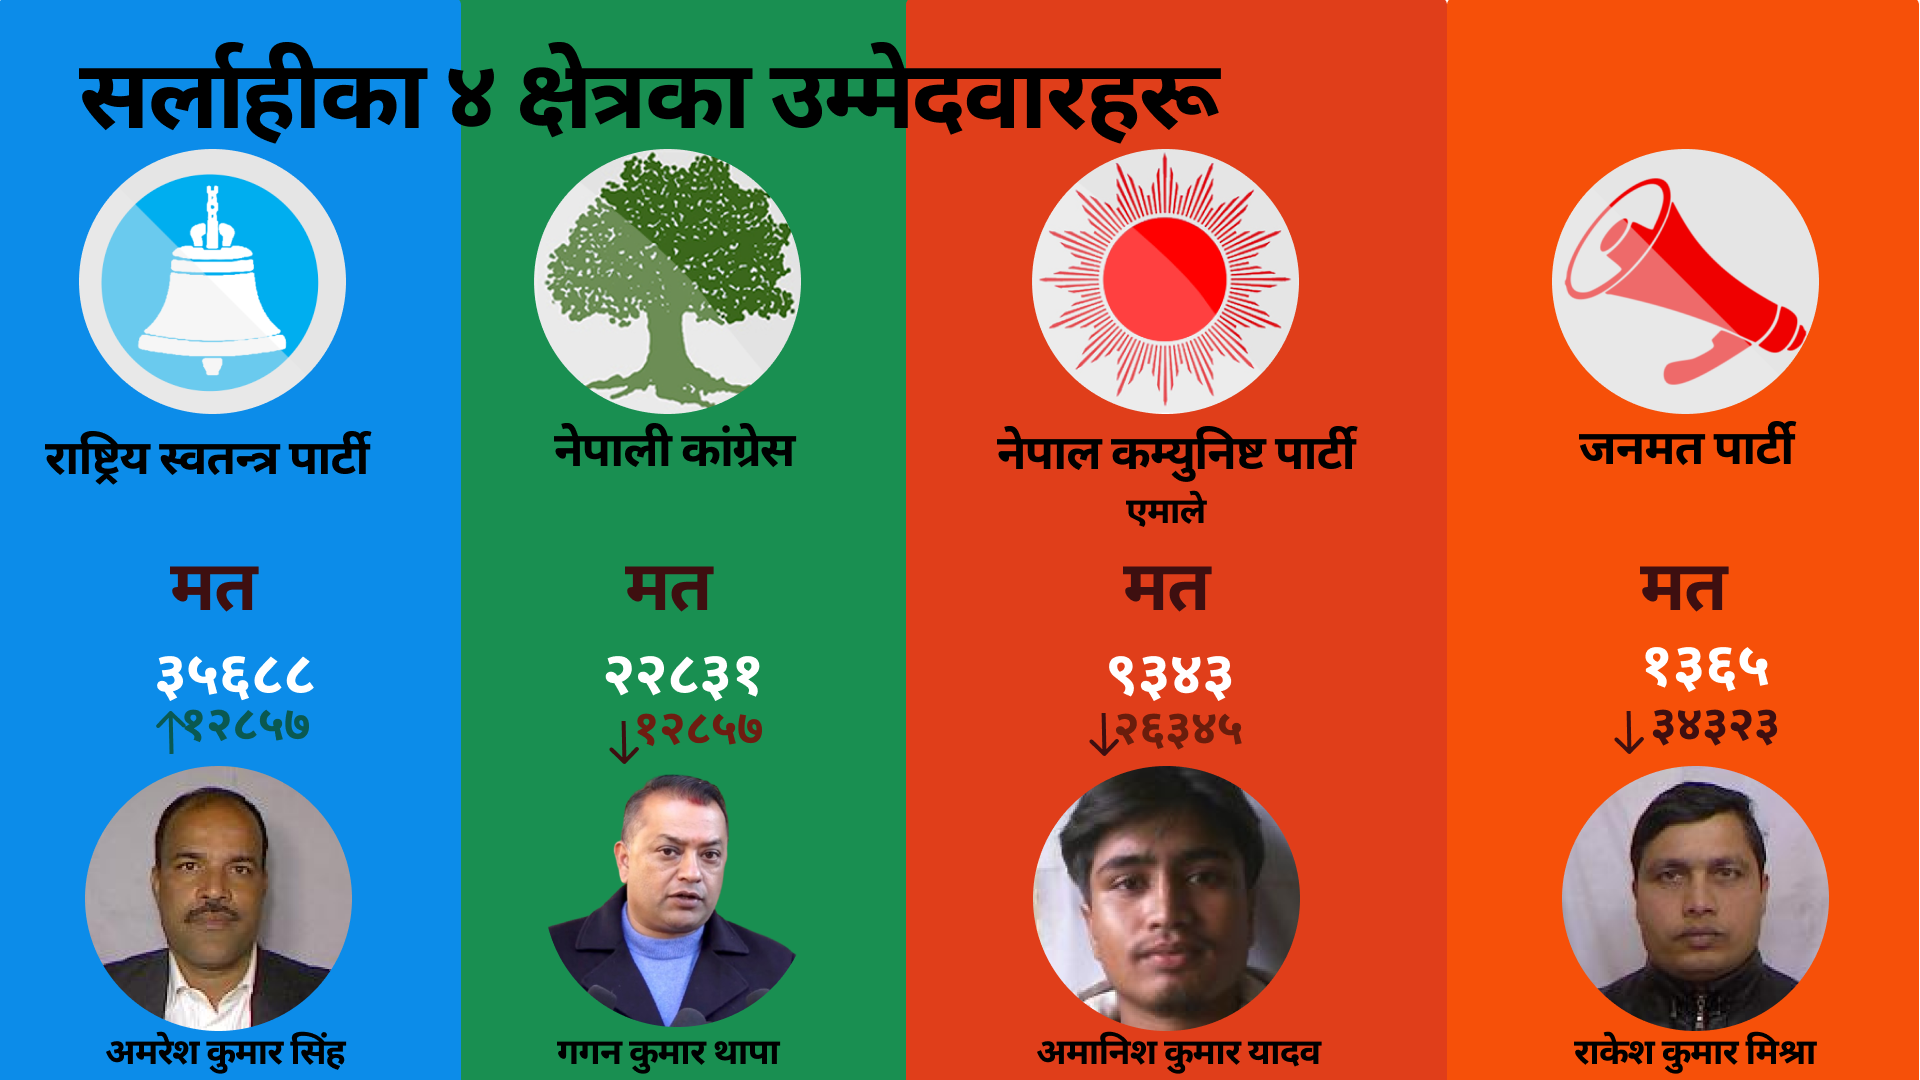 सर्लाहीका ४ क्षेत्रका उम्मेदवारहरू
राष्ट्रिय स्वतन्त्र पार्टी
नेपाली कांग्रेस
नेपाल कम्युनिष्ट पार्टी
एमाले
जनमत पार्टी
मत
मत
मत
मत
३५६८८
२२८३१
९३४३
१३६५
↑१२८५७
↓१२८५७
↓२६३४५
↓३४३२३
अमरेश कुमार सिंह
गगन कुमार थापा
अमानिश कुमार यादव
राकेश कुमार मिश्रा